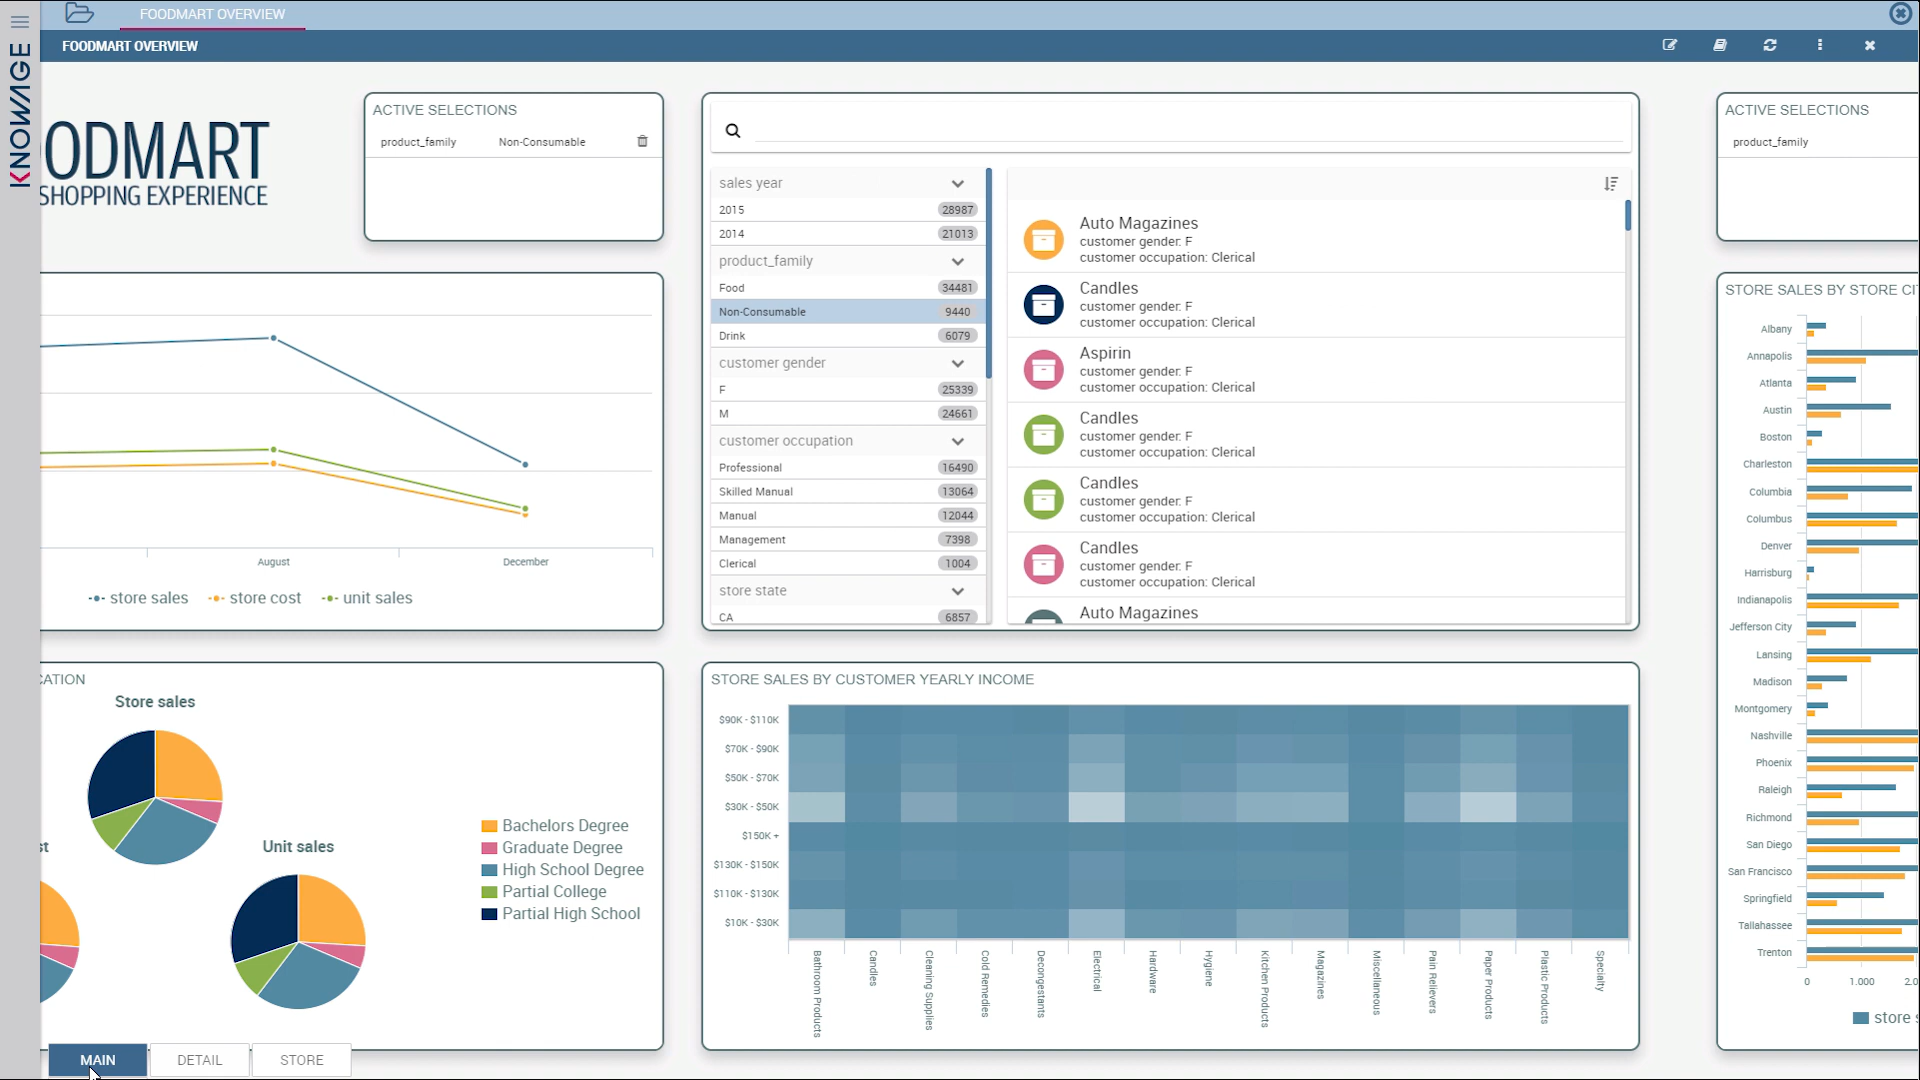 FOODMART OVERVIEW
FOODMART OVERVIEW
KNOWAGE
ODMART
SHOPPING EXPERIENCE
ACTIVE SELECTIONS
product_family Non-Consumable
August December
store sales store cost unit sales
CATION
Store sales
st
Unit sales
Bachelors Degree
Graduate Degree
High School Degree
Partial College
Partial High School
sales year
2015 28987
2014 21013
product_family
Food 34481
Non-Consumable 9440
Drink 6079
customer gender
F 25339
M 24661
customer occupation
Professional 16490
Skilled Manual 13064
Manual 12044
Management 7398
Clerical 1004
store state
CA 6857
Auto Magazines
customer gender: F
customer occupation: Clerical
Candles
customer gender: F
customer occupation: Clerical
Aspirin
customer gender: F
customer occupation: Clerical
Candles
customer gender: F
customer occupation: Clerical
Candles
customer gender: F
customer occupation: Clerical
Candles
customer gender: F
customer occupation: Clerical
Auto Magazines
STORE SALES BY CUSTOMER YEARLY INCOME
$90K - $110K
$70K - $90K
$50K - $70K
$30K - $50K
$150K +
$130K - $150K
$110K - $130K
$10K - $30K
Bathroom Products
Candles
Cleaning Supplies
Cold Remedies
Decongestants
Electrical
Hardware
Hygiene
Kitchen Products
Magazines
Miscellaneous
Pain Relievers
Paper Products
Plastic Products
Specialty
ACTIVE SELECTIONS
product_family
STORE SALES BY STORE CI
Albany
Annapolis
Atlanta
Austin
Boston
Charleston
Columbia
Columbus
Denver
Harrisburg
Indianapolis
Jefferson City
Lansing
Madison
Montgomery
Nashville
Phoenix
Raleigh
Richmond
San Diego
San Francisco
Springfield
Tallahassee
Trenton
0 1.000 2.0
store s
MAIN DETAIL STORE